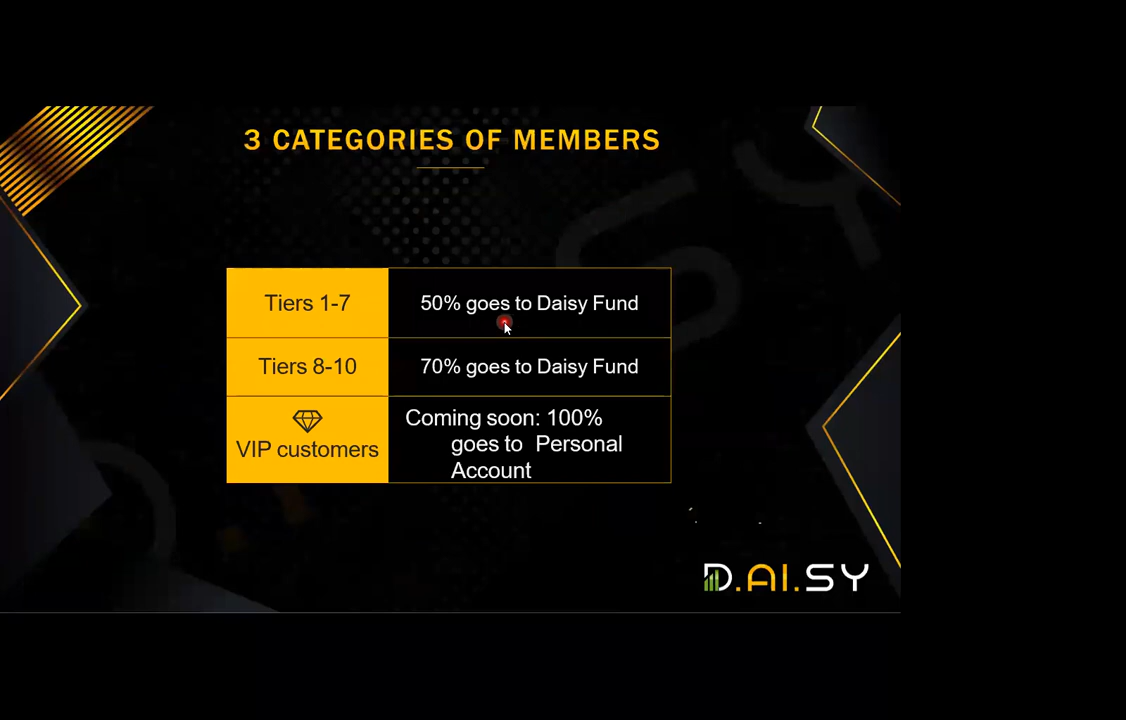 3 CATEGORIES OF MEMBERS
Tiers 1-7
50% goes to Daisy Fund
Tiers 8-10
70% goes to Daisy Fund
VIP customers
Coming soon: 100%
goes to Personal
Account
D.AI.SY